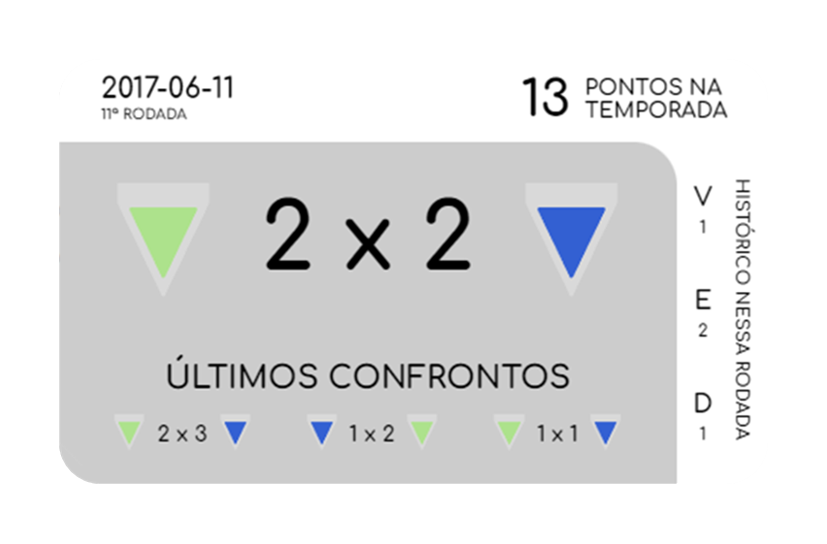 2017-06-11
11ª RODADA
13 PONTOS NA
TEMPORADA
2 x 2
ÚLTIMOS CONFRONTOS
2 x 3
1 x 2
1 x 1
V
1
E
2
D
1
HISTÓRICO NESSA RODADA